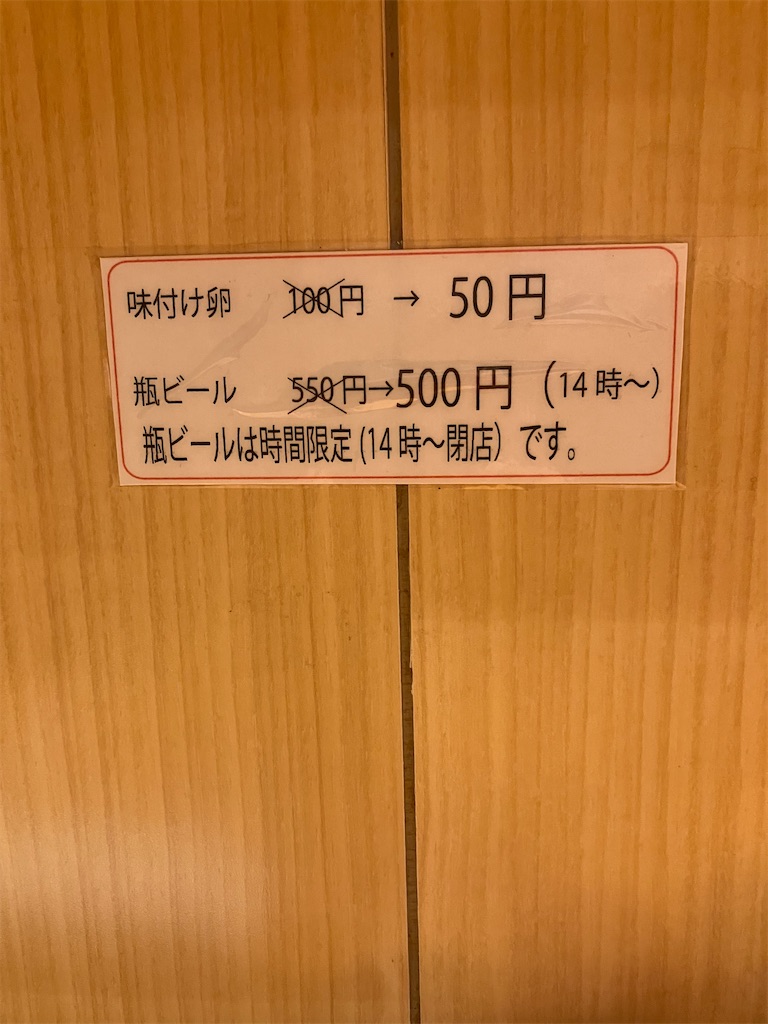 味付け卵 100円 → 50円
瓶ビール 550円→500円 (14時～)
瓶ビールは時間限定(14時～閉店)です。